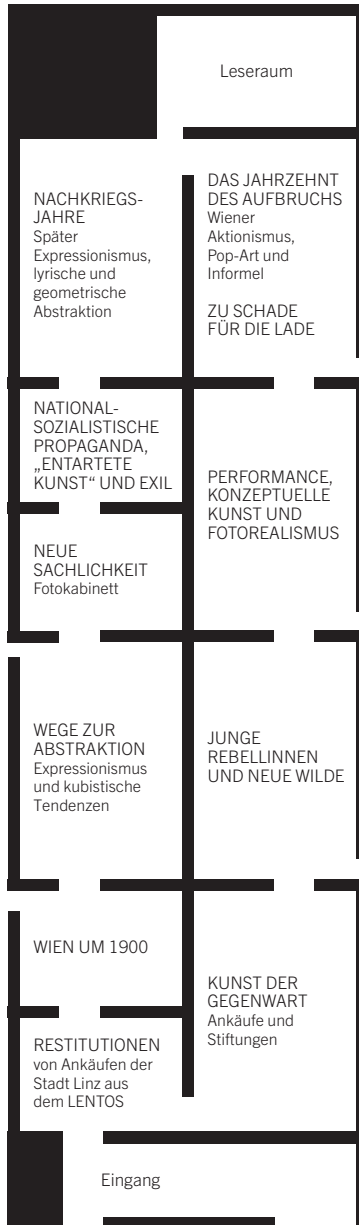 Leseraum
NACHKRIEGS-
JAHRE
Später
Expressionismus,
lyrische und
geometrische
Abstraktion
DAS JAHRZEHNT
DES AUFBRUCHS
Wiener
Aktionismus,
Pop-Art und
Informel
ZU SCHADE
FÜR DIE LADE
NATIONAL-
SOZIALISTISCHE
PROPAGANDA,
„ENTARTETE
KUNST“ UND EXIL
PERFORMANCE,
KONZEPTUELLE
KUNST UND
FOTOREALISMUS
NEUE
SACHLICHKEIT
Fotokabinett
WEGE ZUR
ABSTRAKTION
Expressionismus
und kubistische
Tendenzen
JUNGE
REBELLINNEN
UND NEUE WILDE
WIEN UM 1900
KUNST DER
GEGENWART
Ankäufe und
Stiftungen
RESTITUTIONEN
von Ankäufen der
Stadt Linz aus
dem LENTOS
Eingang